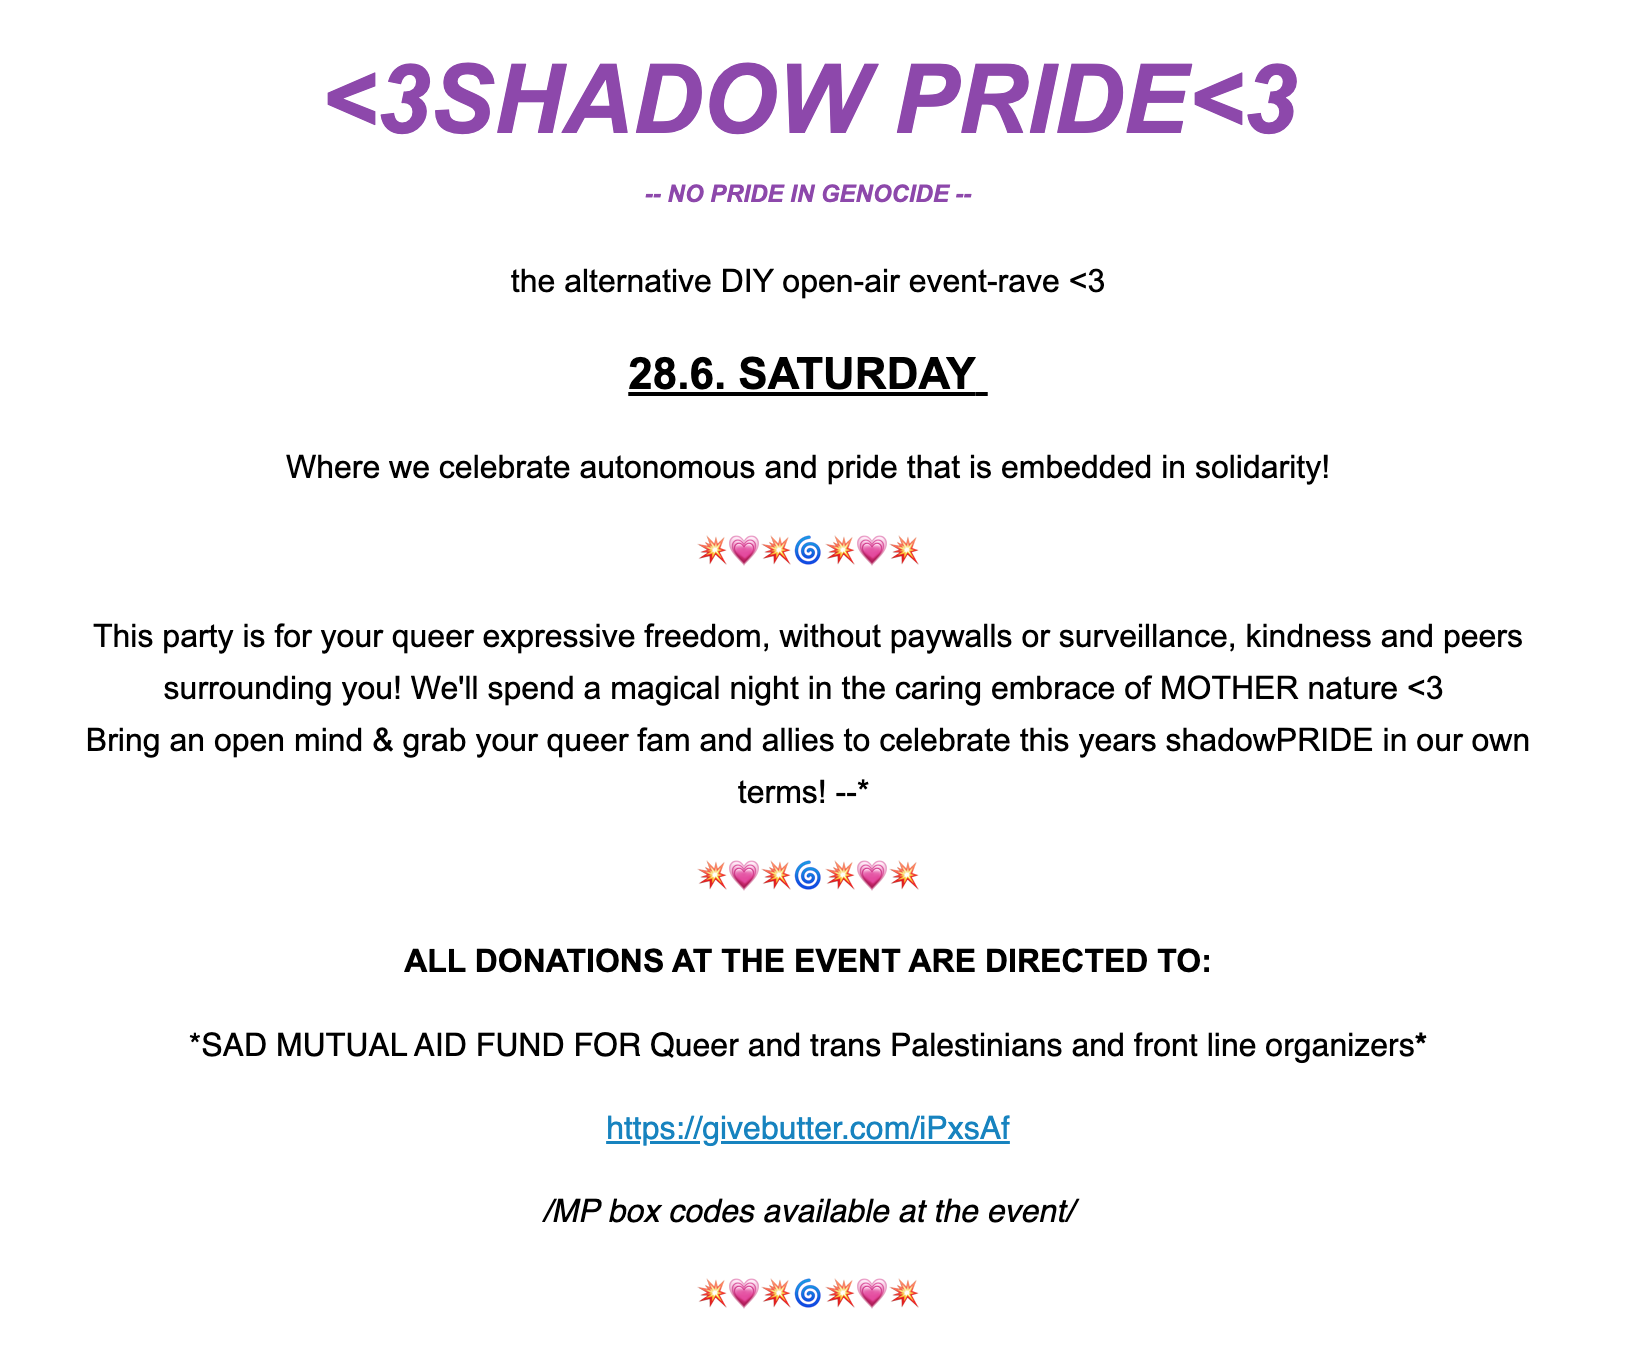 <3SHADOW PRIDE<3
-- NO PRIDE IN GENOCIDE --
the alternative DIY open-air event-rave <3
28.6. SATURDAY
Where we celebrate autonomous and pride that is embedded in solidarity!
💥💗💥🌀💥💗💥
This party is for your queer expressive freedom, without paywalls or surveillance, kindness and peers
surrounding you! We'll spend a magical night in the caring embrace of MOTHER nature <3
Bring an open mind & grab your queer fam and allies to celebrate this years shadowPRIDE in our own
terms! --*
💥💗💥🌀💥💗💥
ALL DONATIONS AT THE EVENT ARE DIRECTED TO:
*SAD MUTUAL AID FUND FOR Queer and trans Palestinians and front line organizers*
https://givebutter.com/iPxsAf
/MP box codes available at the event/
💥💗💥🌀💥💗💥